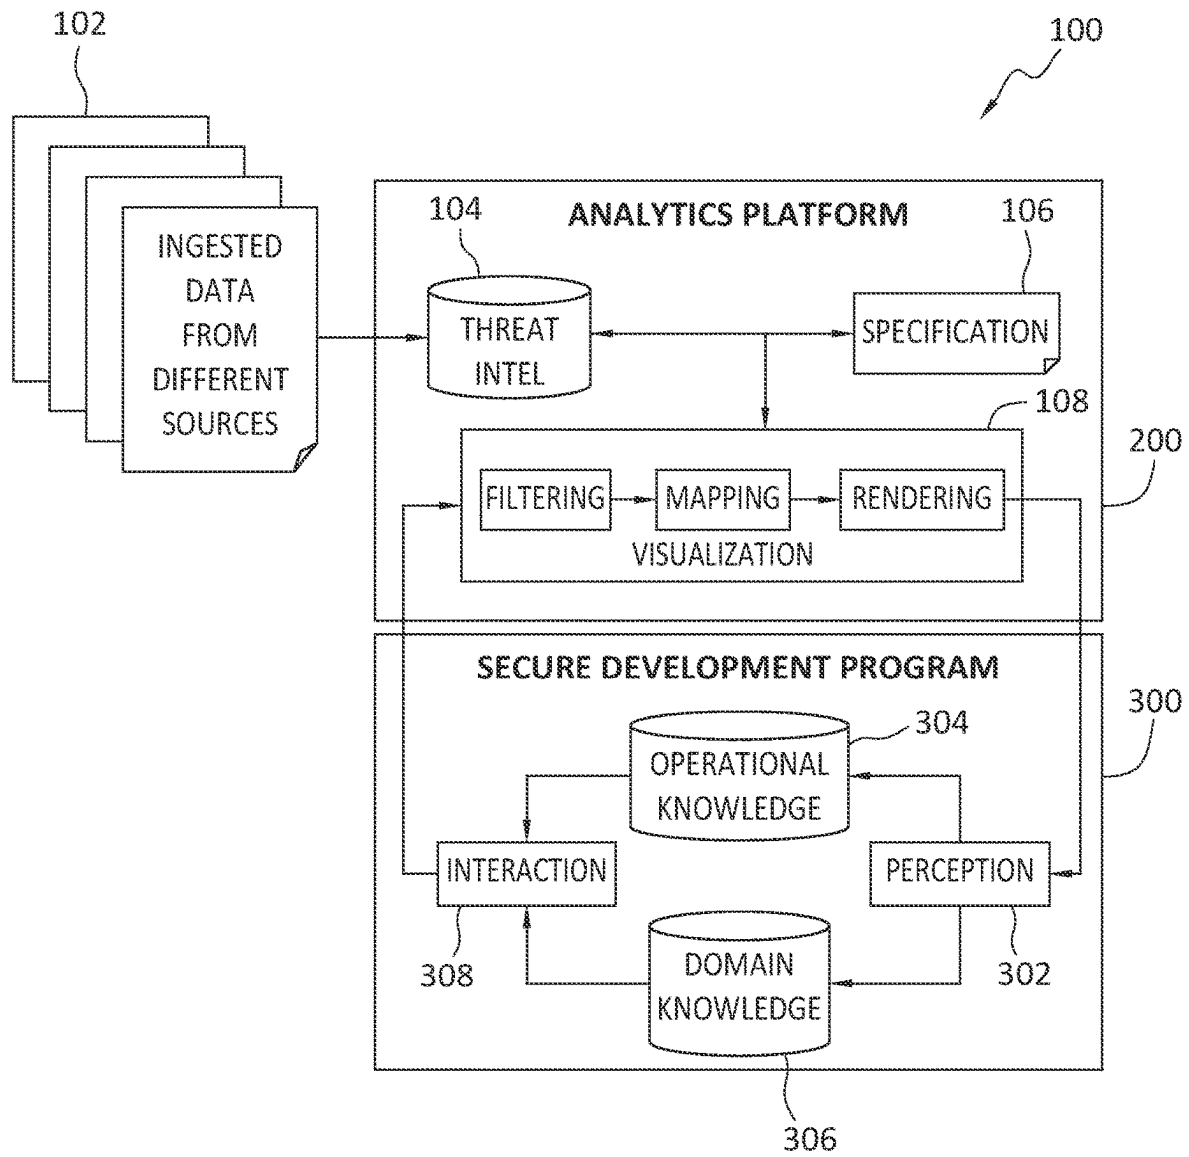 102
100
INGESTED
DATA
FROM
DIFFERENT
SOURCES
ANALYTICS PLATFORM
104
106
THREAT
INTEL
SPECIFICATION
108
200
FILTERING
MAPPING
RENDERING
VISUALIZATION
SECURE DEVELOPMENT PROGRAM
300
304
OPERATIONAL
KNOWLEDGE
INTERACTION
PERCEPTION
308
302
DOMAIN
KNOWLEDGE
306